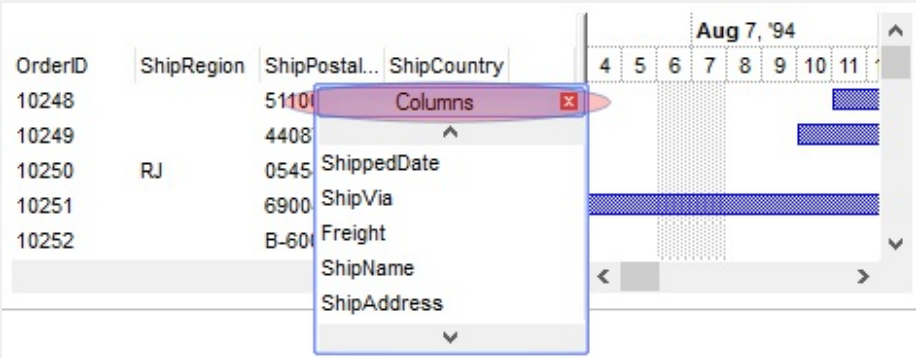 Aug 7, '94
OrderID ShipRegion ShipPostal... ShipCountry 4 5 6 7 8 9 10 11
10248 Columns
10249
ShippedDate
10250 RJ
10251 ShipVia
10252 Freight
ShipName
ShipAddress